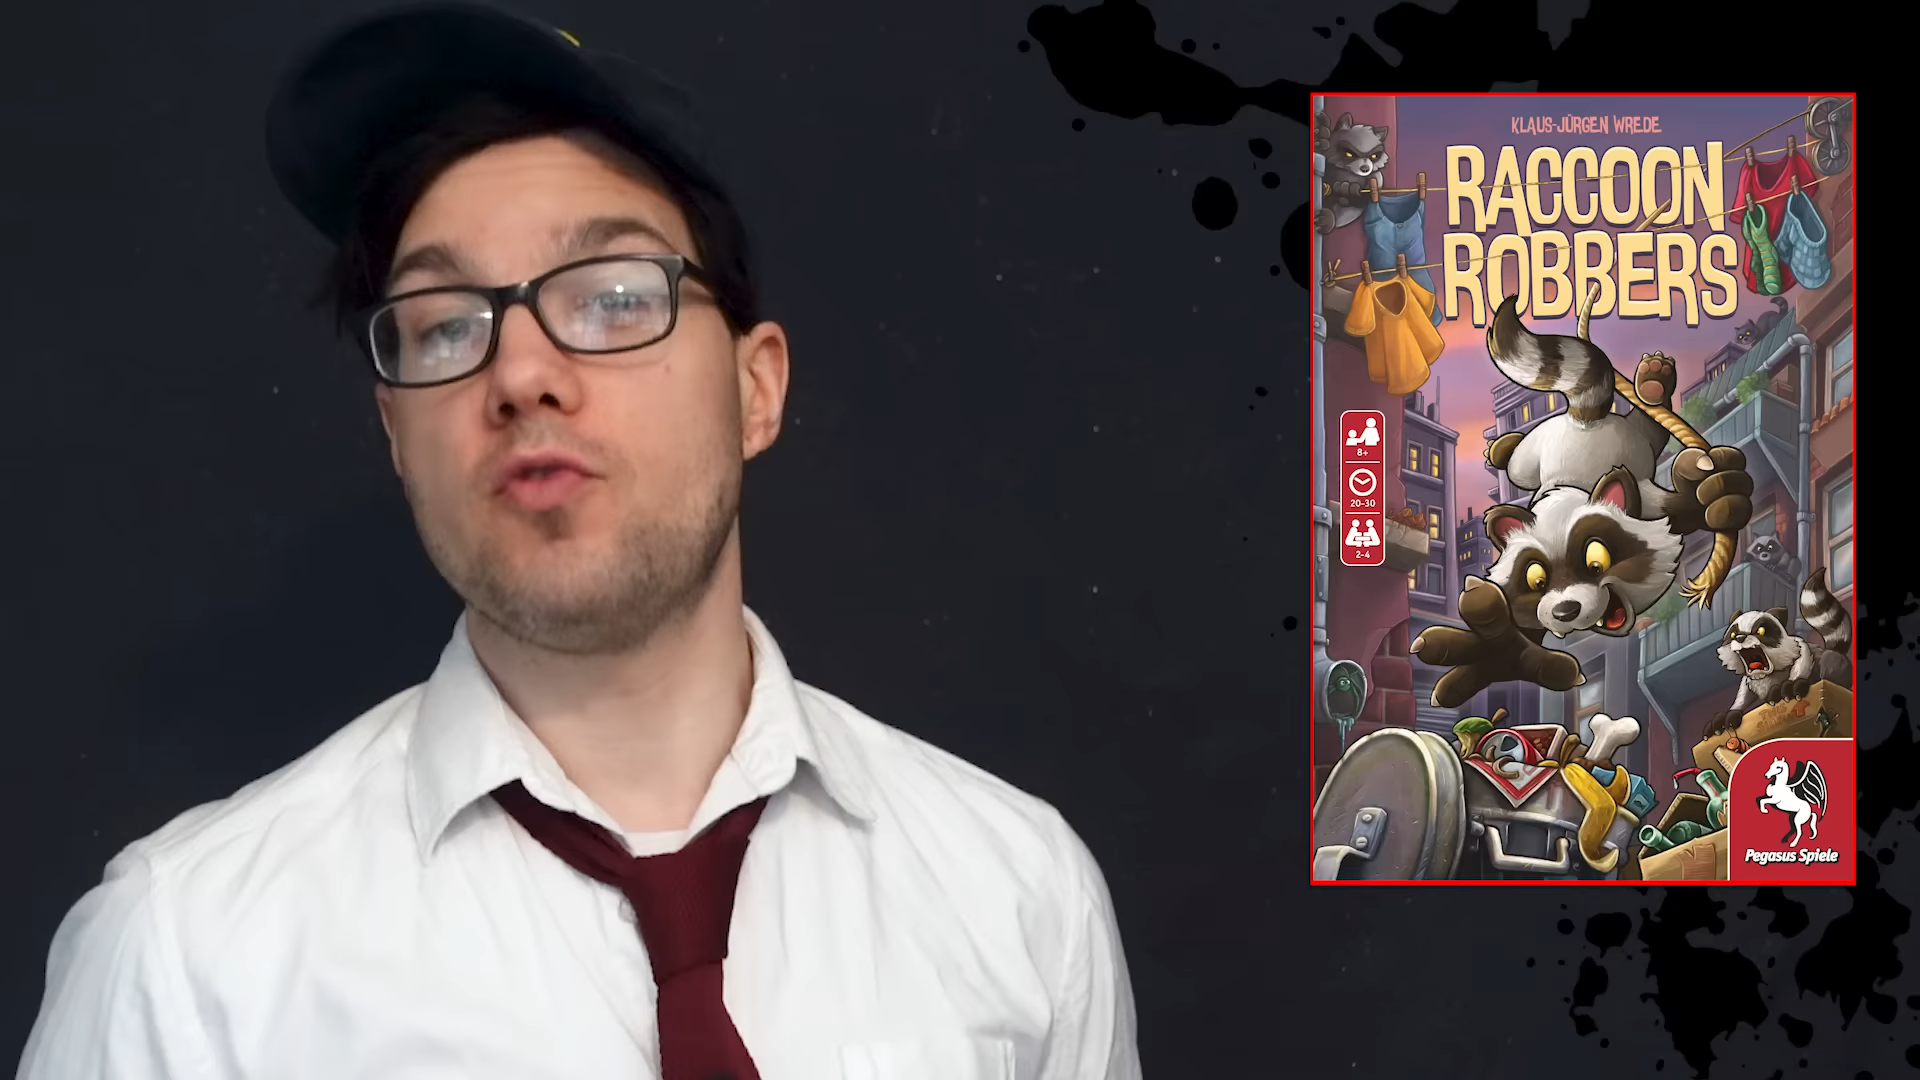 KLAUS-JÜRGEN WREDE
RACCOON
ROBBERS
8+
20-30
2-4
Pegasus Spiele